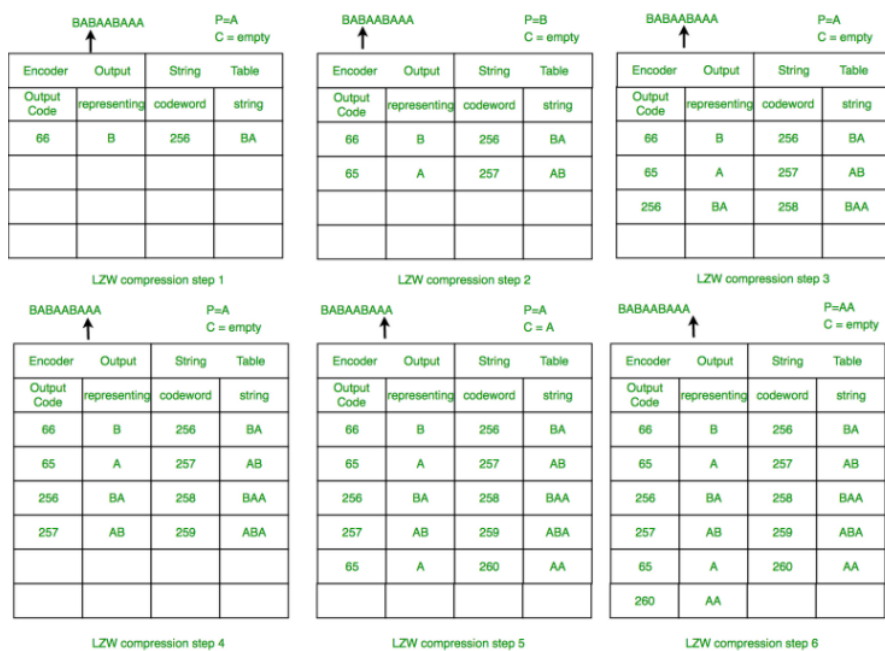 BABAABAAA P=A
C = empty
Encoder Output String Table
Output Code representing codeword string
66 B 256 BA
LZW compression step 1
BABAABAAA P=B
C = empty
Encoder Output String Table
Output Code representing codeword string
66 B 256 BA
65 A 257 AB
LZW compression step 2
BABAABAAA P=A
C = empty
Encoder Output String Table
Output Code representing codeword string
66 B 256 BA
65 A 257 AB
256 BA 258 BAA
LZW compression step 3
BABAABAAA P=A
C = empty
Encoder Output String Table
Output Code representing codeword string
66 B 256 BA
65 A 257 AB
256 BA 258 BAA
257 AB 259 ABA
LZW compression step 4
BABAABAAA P=A
C = A
Encoder Output String Table
Output Code representing codeword string
66 B 256 BA
65 A 257 AB
256 BA 258 BAA
257 AB 259 ABA
65 A 260 AA
LZW compression step 5
BABAABAAA P=AA
C = empty
Encoder Output String Table
Output Code representing codeword string
66 B 256 BA
65 A 257 AB
256 BA 258 BAA
257 AB 259 ABA
65 A 260 AA
260 AA
LZW compression step 6